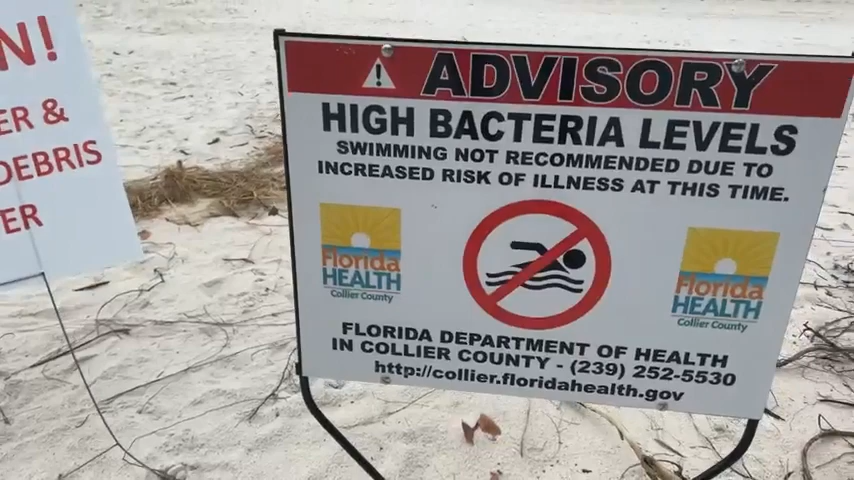 N!
ER &
DEBRIS
ER
ADVISORY
HIGH BACTERIA LEVELS
SWIMMING NOT RECOMMENDED DUE TO
INCREASED RISK OF ILLNESS AT THIS TIME.
Florida
HEALTH
Collier County
Florida
HEALTH
Collier County
FLORIDA DEPARTMENT OF HEALTH
IN COLLIER COUNTY - (239) 252-5530
http://collier.floridahealth.gov